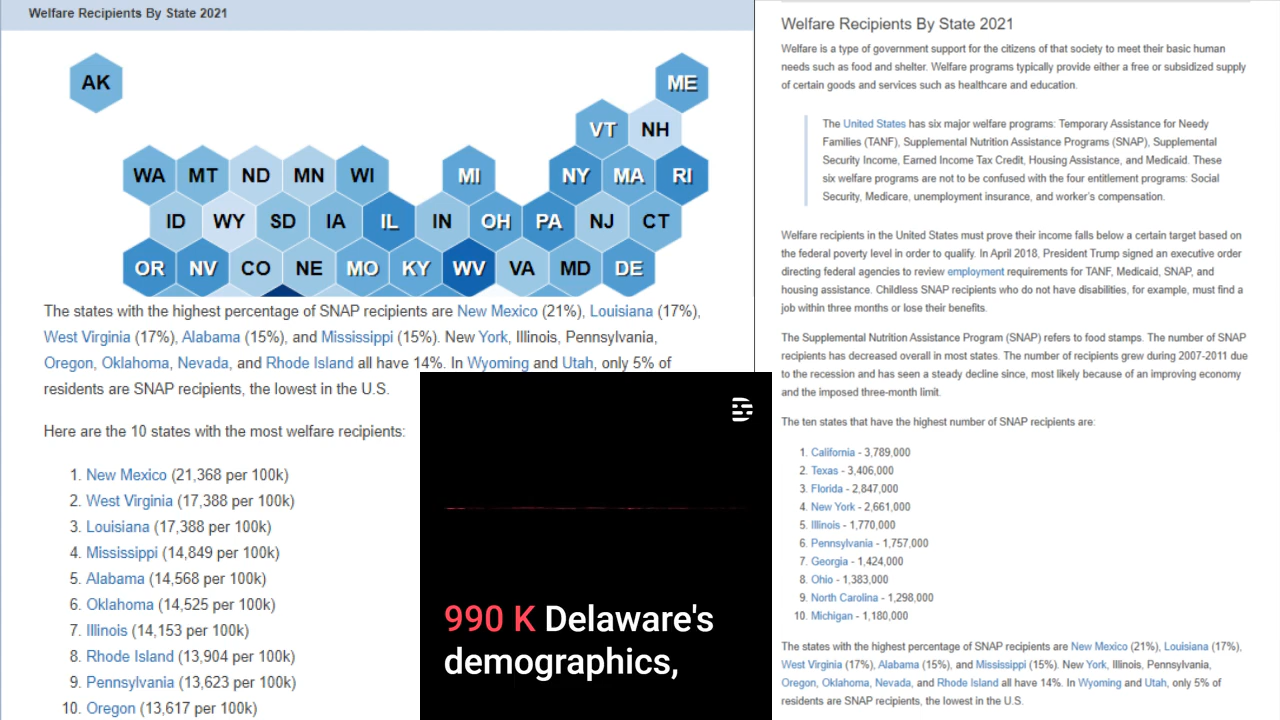 Welfare Recipients By State 2021
AK
ME
VT NH
WA MT ND MN WI MI NY MA RI
ID WY SD IA IL IN OH PA NJ CT
OR NV CO NE MO KY WV VA MD DE
The states with the highest percentage of SNAP recipients are New Mexico (21%), Louisiana (17%),
West Virginia (17%), Alabama (15%), and Mississippi (15%). New York, Illinois, Pennsylvania,
Oregon, Oklahoma, Nevada, and Rhode Island all have 14%. In Wyoming and Utah, only 5% of
residents are SNAP recipients, the lowest in the U.S.
Here are the 10 states with the most welfare recipients:
1. New Mexico (21,368 per 100k)
2. West Virginia (17,388 per 100k)
3. Louisiana (17,388 per 100k)
4. Mississippi (14,849 per 100k)
5. Alabama (14,568 per 100k)
6. Oklahoma (14,525 per 100k)
7. Illinois (14,153 per 100k)
8. Rhode Island (13,904 per 100k)
9. Pennsylvania (13,623 per 100k)
10. Oregon (13,617 per 100k)
990 K Delaware's
demographics,
Welfare Recipients By State 2021
Welfare is a type of government support for the citizens of that society to meet their basic human
needs such as food and shelter. Welfare programs typically provide either a free or subsidized supply
of certain goods and services such as healthcare and education.
The United States has six major welfare programs: Temporary Assistance for Needy
Families (TANF), Supplemental Nutrition Assistance Programs (SNAP), Supplemental
Security Income, Earned Income Tax Credit, Housing Assistance, and Medicaid. These
six welfare programs are not to be confused with the four entitlement programs: Social
Security, Medicare, unemployment insurance, and worker's compensation.
Welfare recipients in the United States must prove their income falls below a certain target based on
the federal poverty level in order to qualify. In April 2018, President Trump signed an executive order
directing federal agencies to review employment requirements for TANF, Medicaid, SNAP, and
housing assistance. Childless SNAP recipients who do not have disabilities, for example, must find a
job within three months or lose their benefits.
The Supplemental Nutrition Assistance Program (SNAP) refers to food stamps. The number of SNAP
recipients has decreased overall in most states. The number of recipients grew during 2007-2011 due
to the recession and has seen a steady decline since, most likely because of an improving economy
and the imposed three-month limit.
The ten states that have the highest number of SNAP recipients are:
1. California - 3,789,000
2. Texas - 3,406,000
3. Florida - 2,847,000
4. New York - 2,661,000
5. Illinois - 1,770,000
6. Pennsylvania - 1,757,000
7. Georgia - 1,424,000
8. Ohio - 1,383,000
9. North Carolina - 1,298,000
10. Michigan - 1,180,000
The states with the highest percentage of SNAP recipients are New Mexico (21%), Louisiana (17%),
West Virginia (17%), Alabama (15%), and Mississippi (15%). New York, Illinois, Pennsylvania,
Oregon, Oklahoma, Nevada, and Rhode Island all have 14%. In Wyoming and Utah, only 5% of
residents are SNAP recipients, the lowest in the U.S.